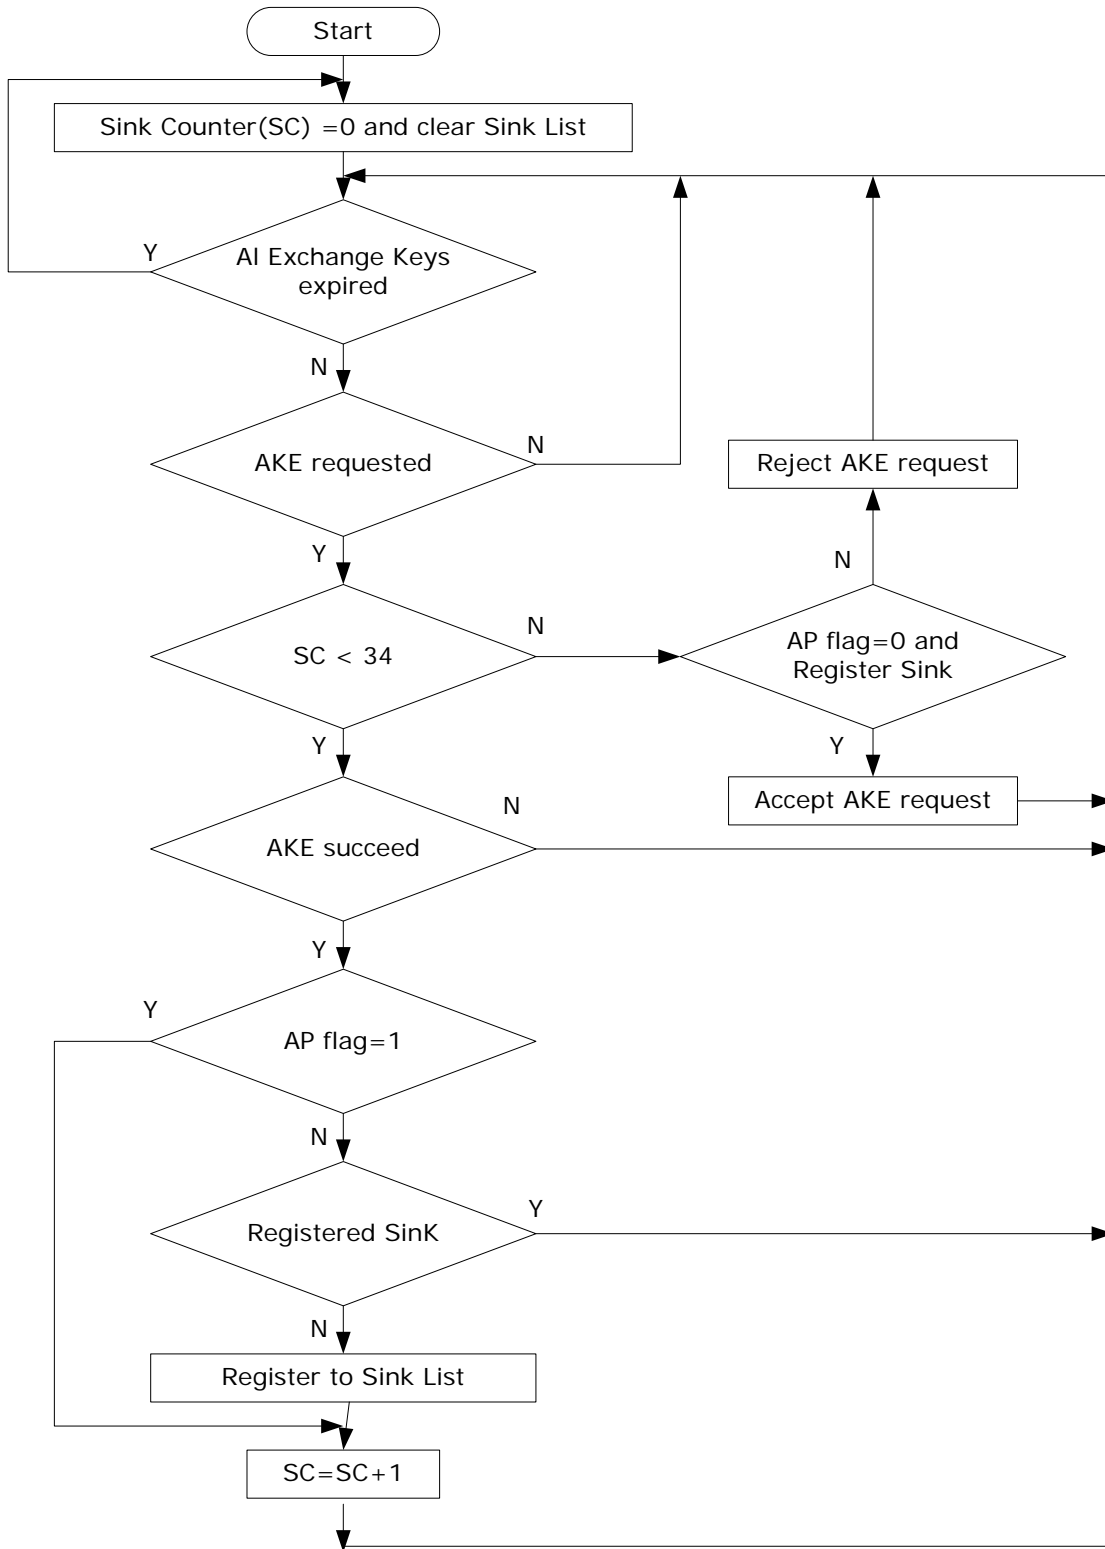 Start
Sink Counter(SC) =0 and clear Sink List
Y
AI Exchange Keys
expired
N
AKE requested
N
Reject AKE request
Y
N
SC < 34
N
AP flag=0 and
Register Sink
Y
Y
Accept AKE request
AKE succeed
N
Y
Y
AP flag=1
N
Registered SinK
Y
N
Register to Sink List
SC=SC+1